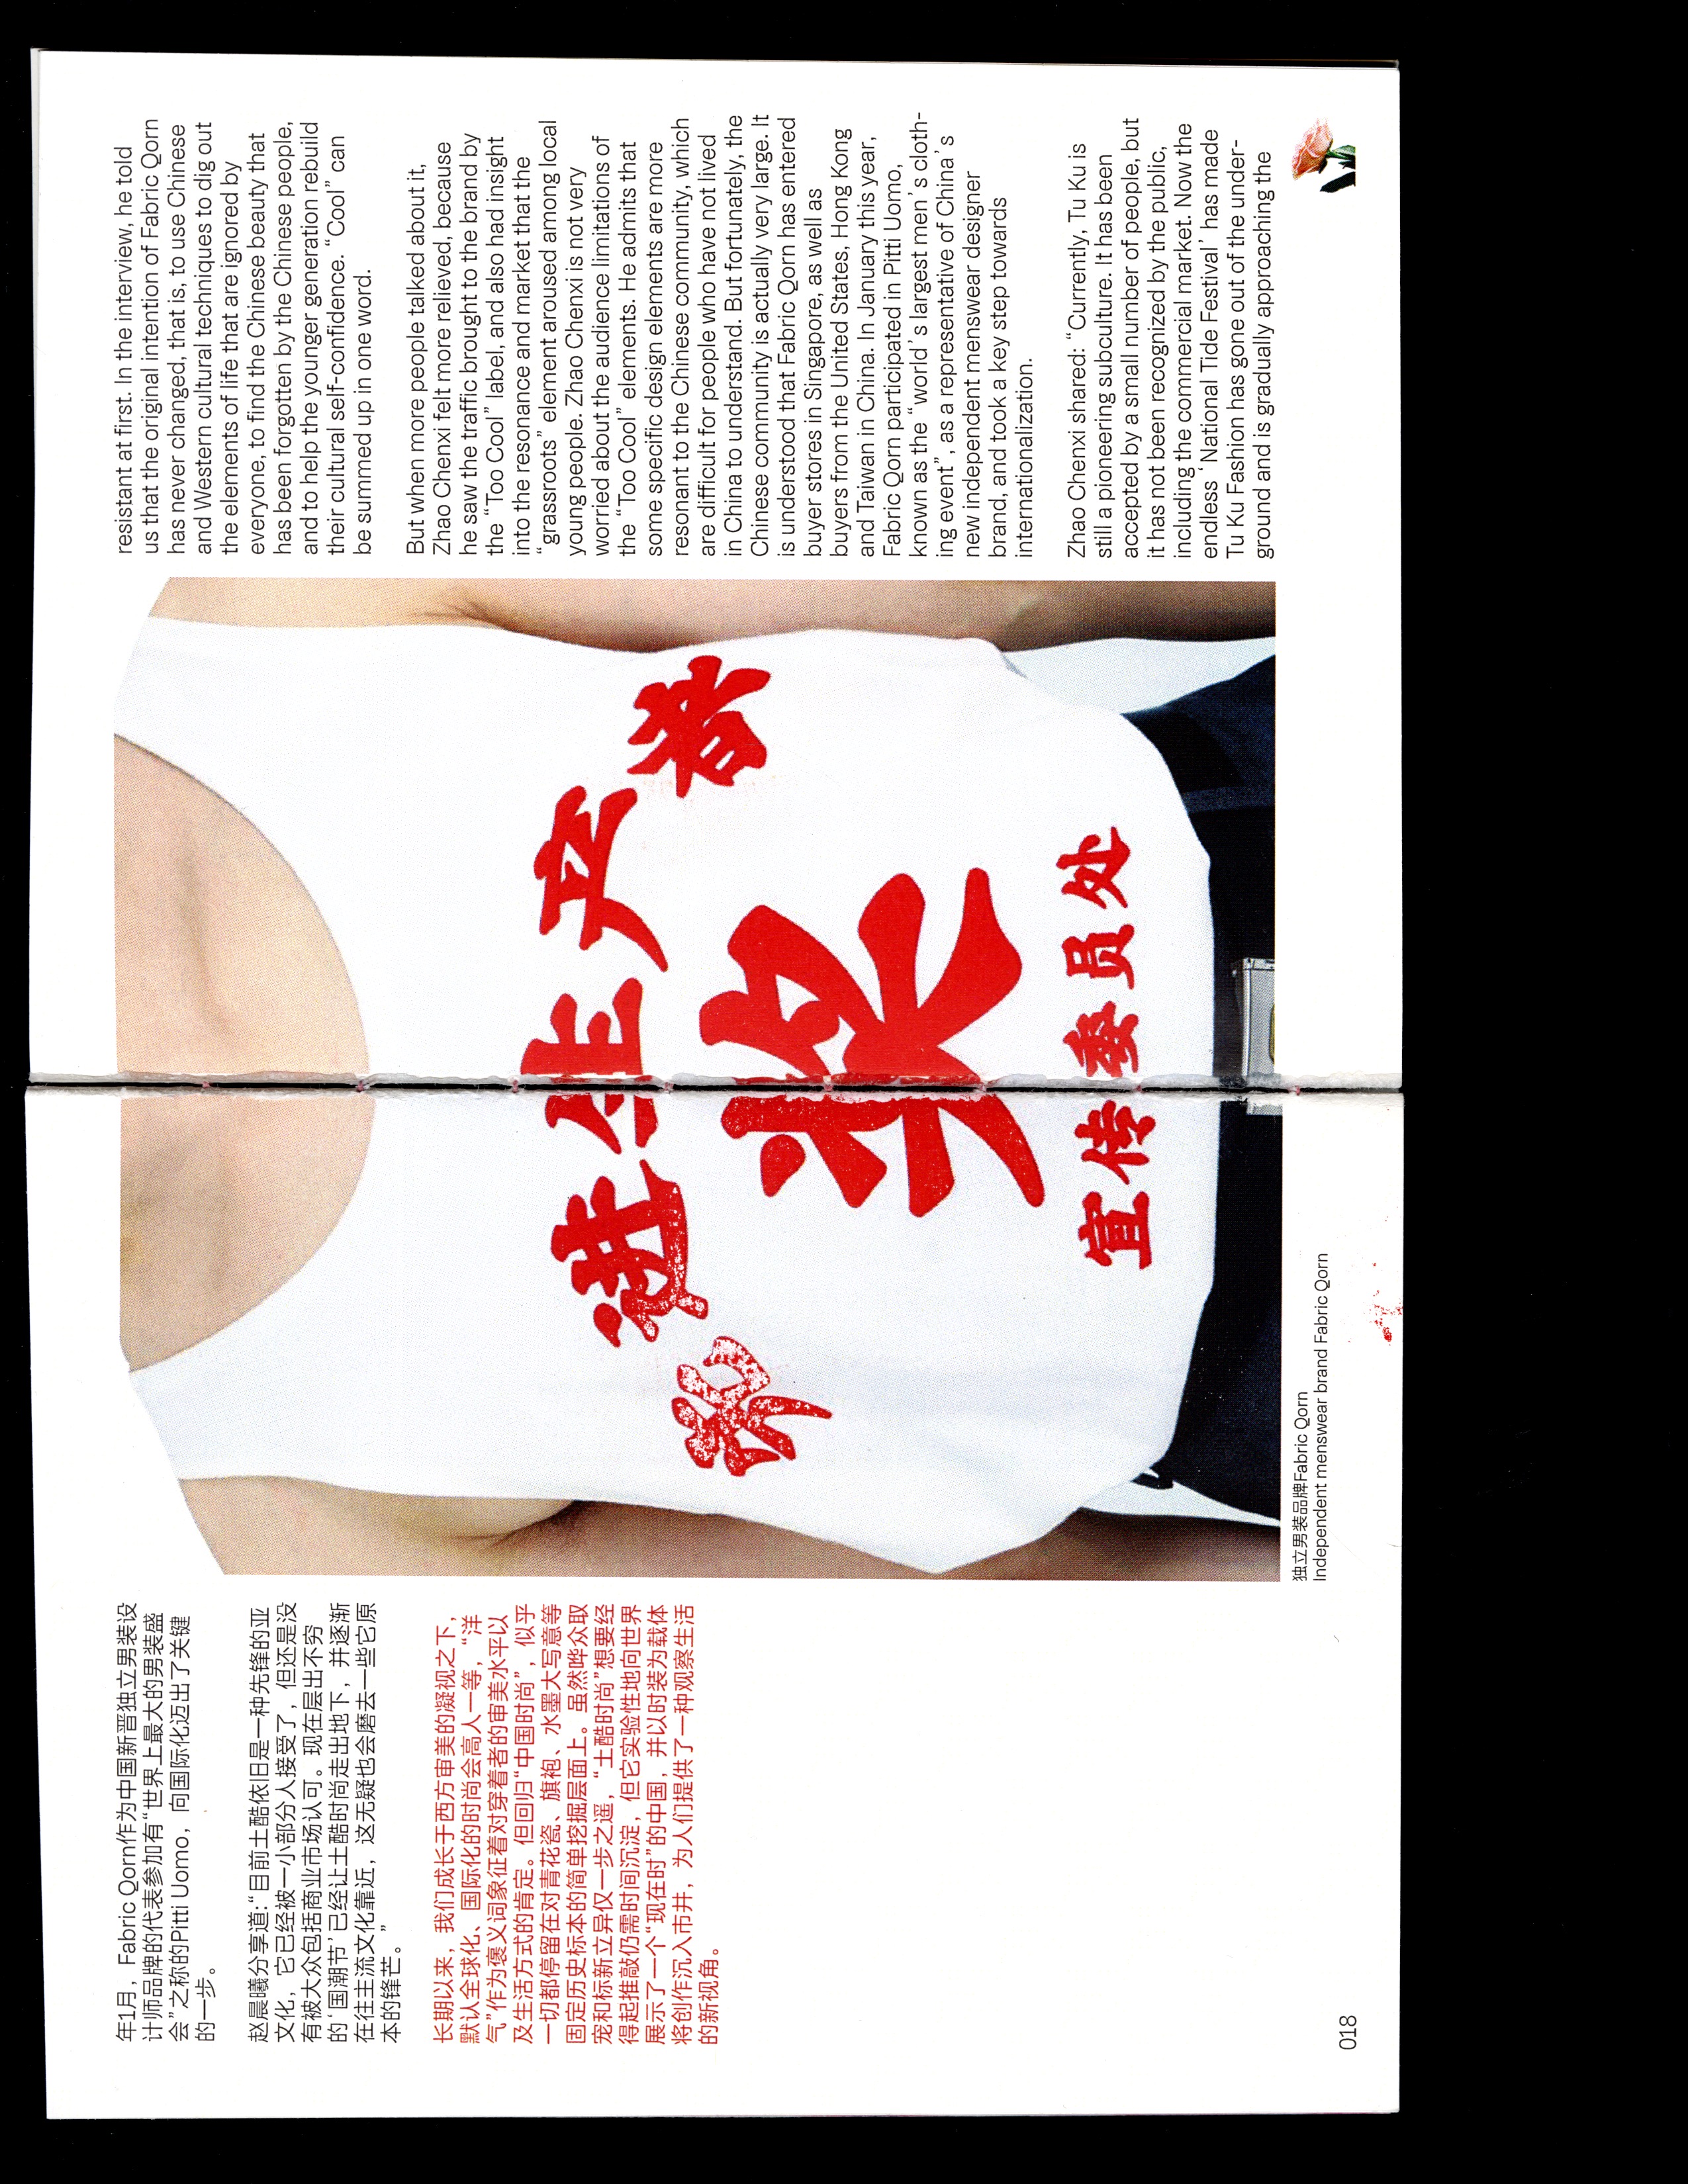 年1月，Fabric Qorn作为中国新晋独立男装设
计师品牌的代表参加有“世界上最大的男装盛
会”之称的Pitti Uomo，向国际化迈出了关键
的一步。
赵晨曦分享道:“目前土酷依旧是一种先锋的亚
文化，它已经被一小部分人接受了，但还是没
有被大众包括商业市场认可。现在层出不穷
的‘国潮节’已经让土酷时尚走出地下，并逐渐
在往主流文化靠近，这无疑也会磨去一些它原
本的锋芒。”
长期以来，我们成长于西方审美的凝视之下，
默认全球化、国际化的时尚会高人一等，“洋
气”作为褒义词象征着对穿着者的审美水平以
及生活方式的肯定。但回归“中国时尚”，似乎
一切都停留在对青花瓷、旗袍、水墨大写意等
固定历史标本的简单挖掘层面上。虽然哗众取
宠和标新立异仅一步之遥，“土酷时尚”想要经
得起推敲仍需时间沉淀，但它实验性地向世界
展示了一个“现在时”的中国，并以时装为载体
将创作沉入市井，为人们提供了一种观察生活
的新视角。
018
先进生产者
奖
宣传委员处
独立男装品牌Fabric Qorn
Independent menswear brand Fabric Qorn
resistant at first. In the interview, he told
us that the original intention of Fabric Qorn
has never changed, that is, to use Chinese
and Western cultural techniques to dig out
the elements of life that are ignored by
everyone, to find the Chinese beauty that
has been forgotten by the Chinese people,
and to help the younger generation rebuild
their cultural self-confidence. “Cool” can
be summed up in one word.
But when more people talked about it,
Zhao Chenxi felt more relieved, because
he saw the traffic brought to the brand by
the “Too Cool” label, and also had insight
into the resonance and market that the
“grassroots” element aroused among local
young people. Zhao Chenxi is not very
worried about the audience limitations of
the “Too Cool” elements. He admits that
some specific design elements are more
resonant to the Chinese community, which
are difficult for people who have not lived
in China to understand. But fortunately, the
Chinese community is actually very large. It
is understood that Fabric Qorn has entered
buyer stores in Singapore, as well as
buyers from the United States, Hong Kong
and Taiwan in China. In January this year,
Fabric Qorn participated in Pitti Uomo,
known as the “world’s largest men’s cloth-
ing event”, as a representative of China’s
new independent menswear designer
brand, and took a key step towards
internationalization.
Zhao Chenxi shared: “Currently, Tu Ku is
still a pioneering subculture. It has been
accepted by a small number of people, but
it has not been recognized by the public,
including the commercial market. Now the
endless ‘National Tide Festival’ has made
Tu Ku Fashion has gone out of the under-
ground and is gradually approaching the